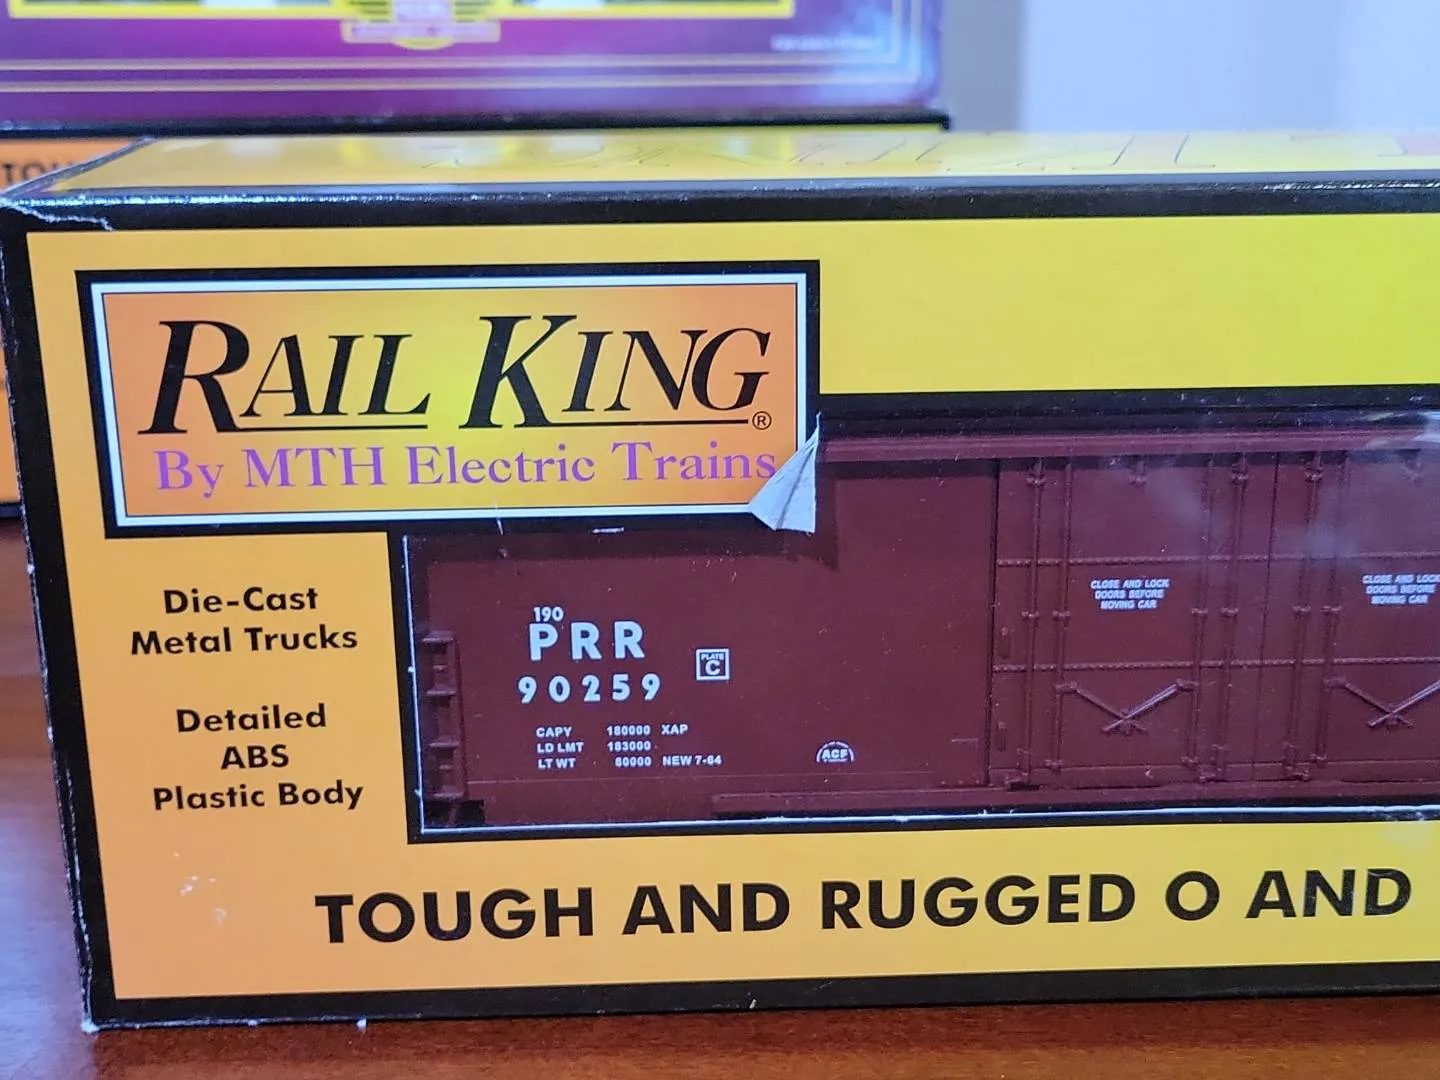 RAIL KING®
By MTH Electric Trains
Die-Cast
Metal Trucks
Detailed
ABS
Plastic Body
190
PRR
90259
PLATE
C
CAPY 180000 XAP
LD LMT 183000
LT WT 80000 NEW 7-64
ACF
CLOSE AND LOCK
DOORS BEFORE
MOVING CAR
CLOSE AND LOCK
DOORS BEFORE
MOVING CAR
TOUGH AND RUGGED O AND